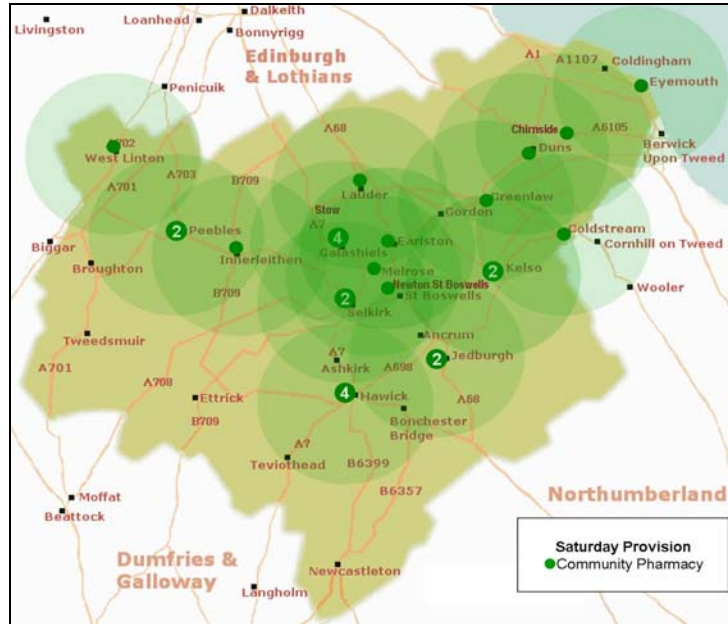 Dalkeith
Livingston
Loanhead
Bonnyrigg
Edinburgh
& Lothians
A1
A1107
Coldingham
Penicuik
Eyemouth
A68
Chirnside
A6105
Berwick
Upon Tweed
A702
West Linton
Duns
A701
A703
B709
Lauder
Greenlaw
Stow
Gordon
A7
2
Peebles
4
Earlston
Coldstream
Biggar
Innerleithen
Galashiels
Cornhill on Tweed
Broughton
Melrose
2
Kelso
B709
Newton St Boswells
St Boswells
Wooler
2
Selkirk
Tweedsmuir
Ancrum
A7
2
Jedburgh
A701
A708
Ashkirk
A698
Ettrick
4
Hawick
A68
B709
Bonchester
Bridge
A7
Teviothead
B6399
B6357
Moffat
Beattock
Northumberland
Dumfries &
Galloway
Newcastleton
Langholm
Saturday Provision
Community Pharmacy